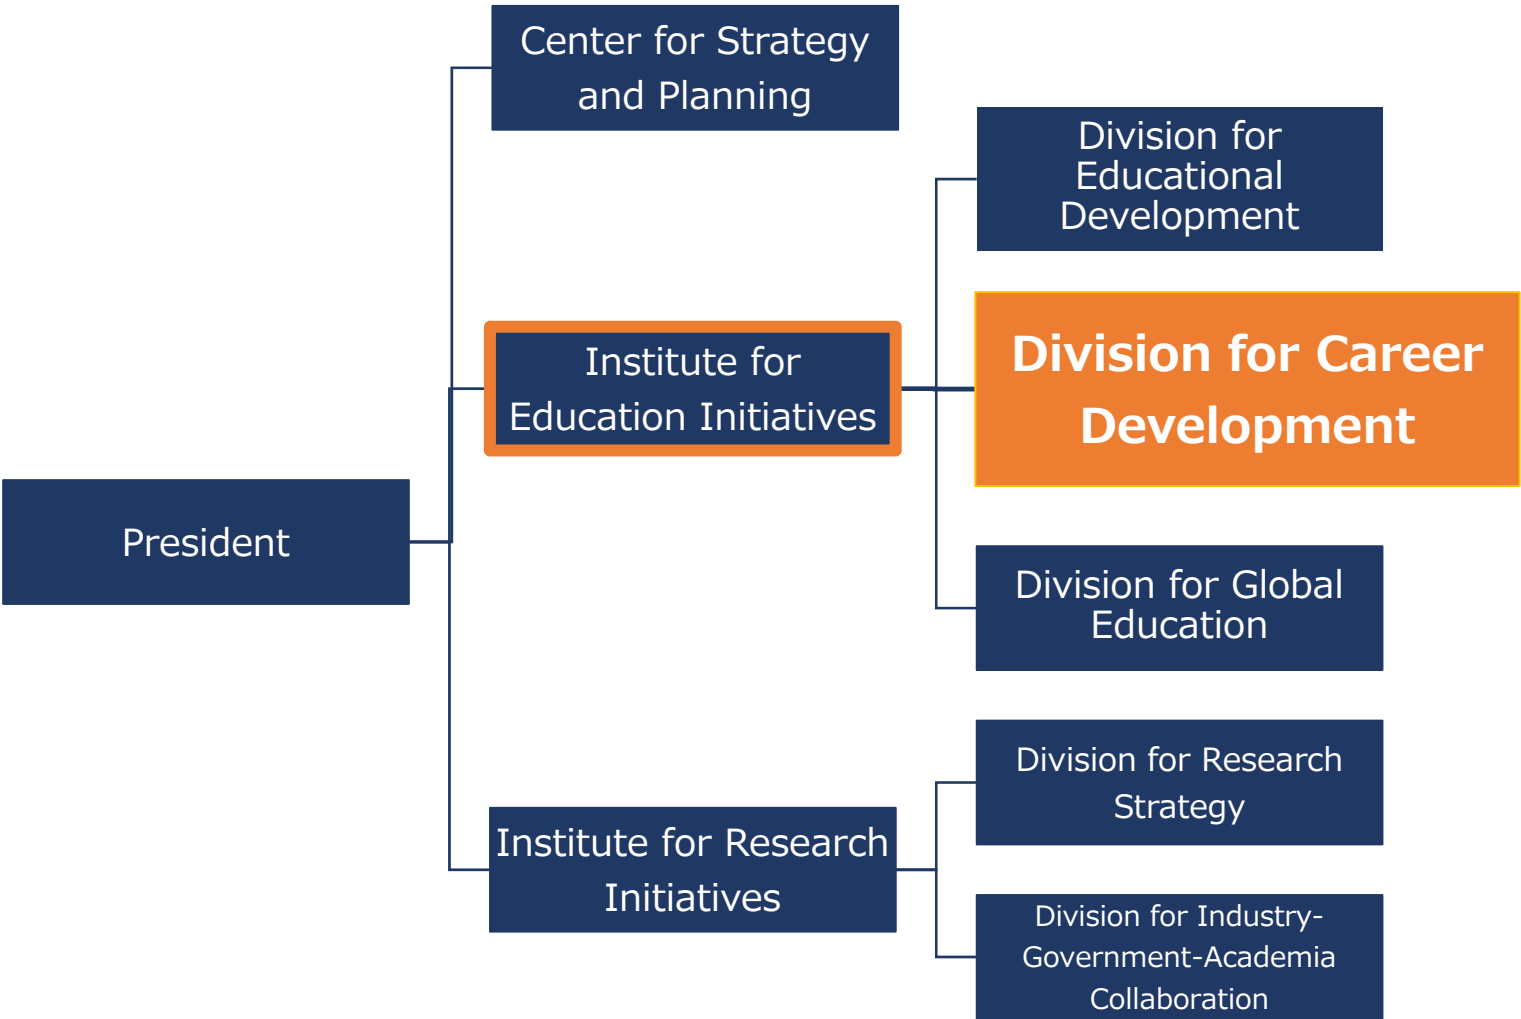 Center for Strategy
and Planning
Division for
Educational
Development
Institute for
Education Initiatives
Division for Career
Development
President
Division for Global
Education
Division for Research
Strategy
Institute for Research
Initiatives
Division for Industry-
Government-Academia
Collaboration